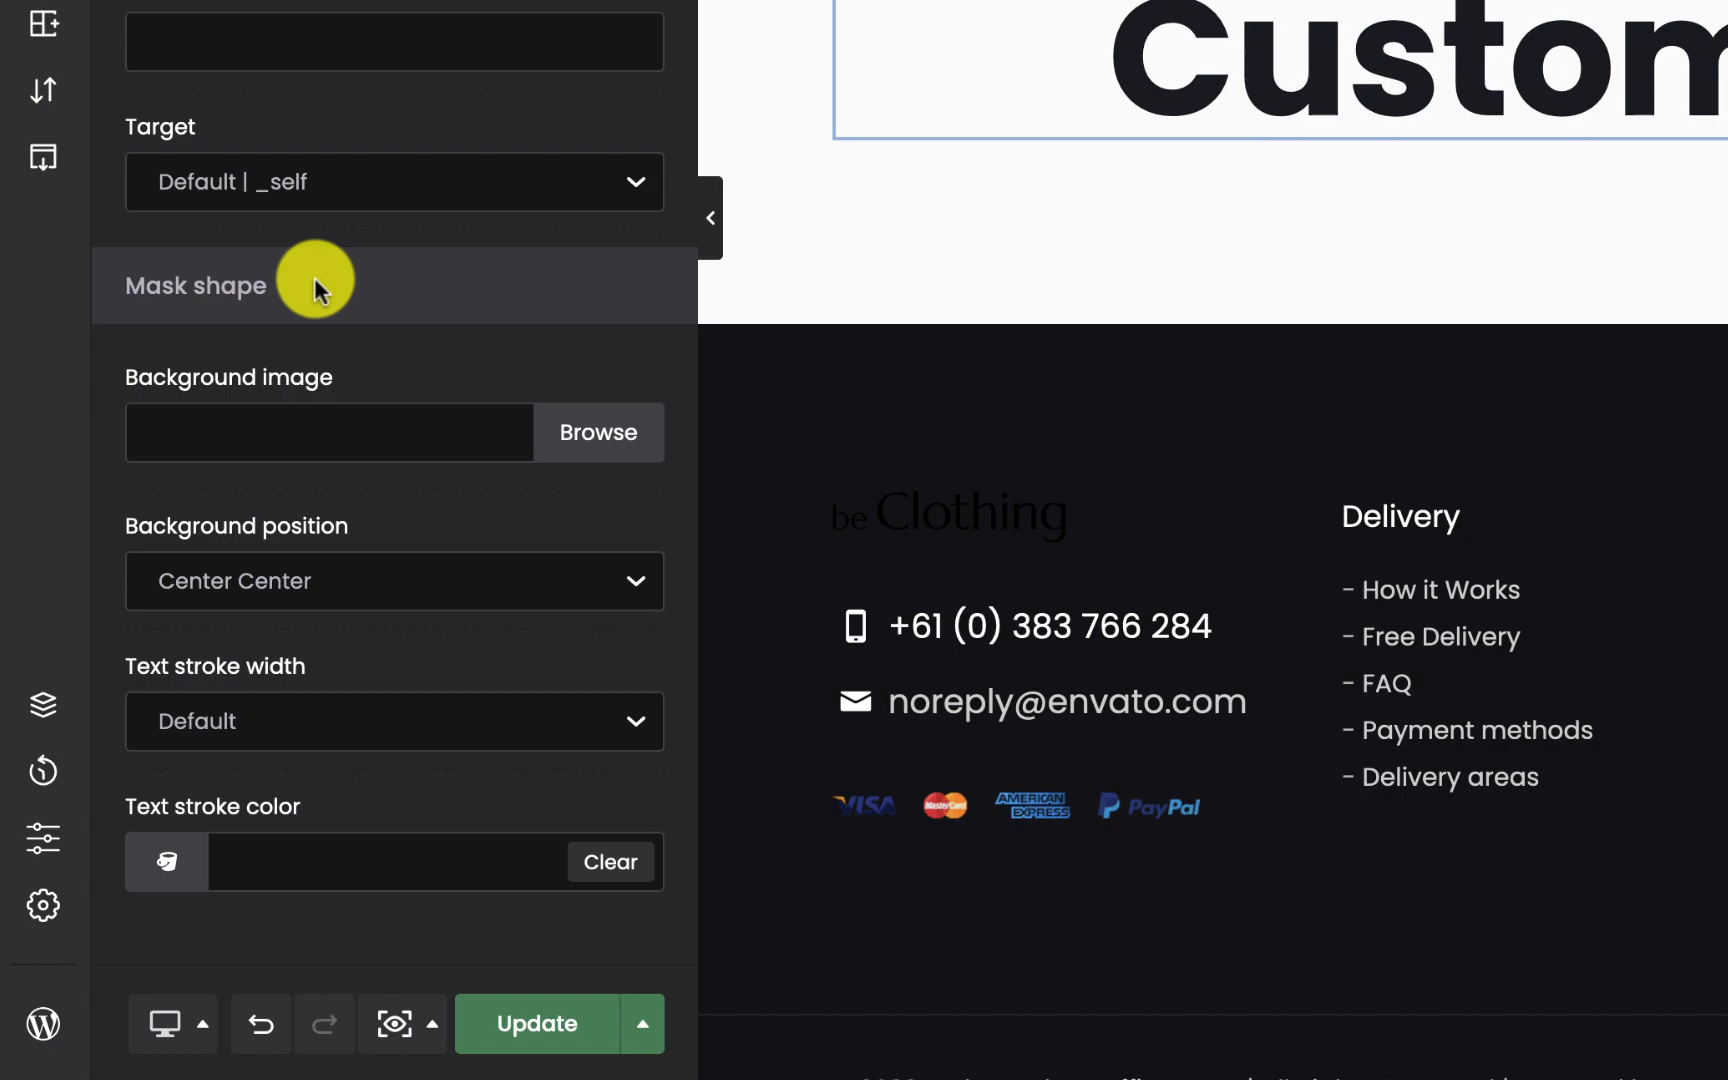 Custom
Target
Default | _self
Mask shape
Background image
Browse
Background position
Center Center
Text stroke width
Default
Text stroke color
Clear
Update
be Clothing
+61 (0) 383 766 284
noreply@envato.com
VISA MasterCard AMERICAN EXPRESS PayPal
Delivery
- How it Works
- Free Delivery
- FAQ
- Payment methods
- Delivery areas